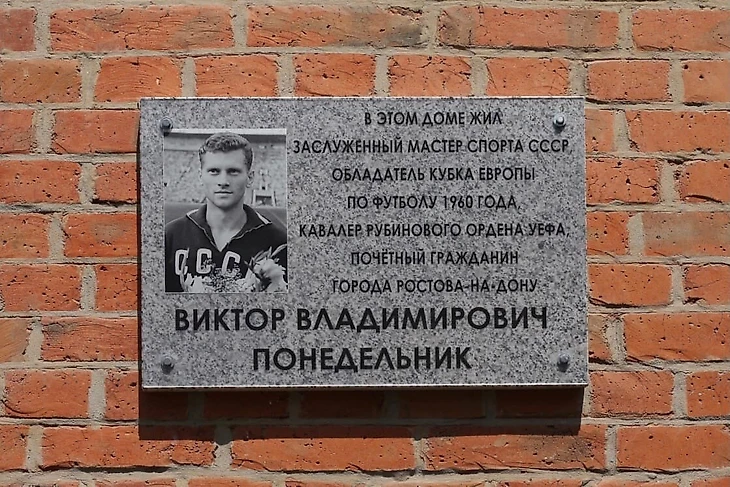 В ЭТОМ ДОМЕ ЖИЛ
ЗАСЛУЖЕННЫЙ МАСТЕР СПОРТА СССР,
ОБЛАДАТЕЛЬ КУБКА ЕВРОПЫ
ПО ФУТБОЛУ 1960 ГОДА,
КАВАЛЕР РУБИНОВОГО ОРДЕНА УЕФА,
ПОЧЁТНЫЙ ГРАЖДАНИН
ГОРОДА РОСТОВА-НА-ДОНУ
ВИКТОР ВЛАДИМИРОВИЧ
ПОНЕДЕЛЬНИК
ССС